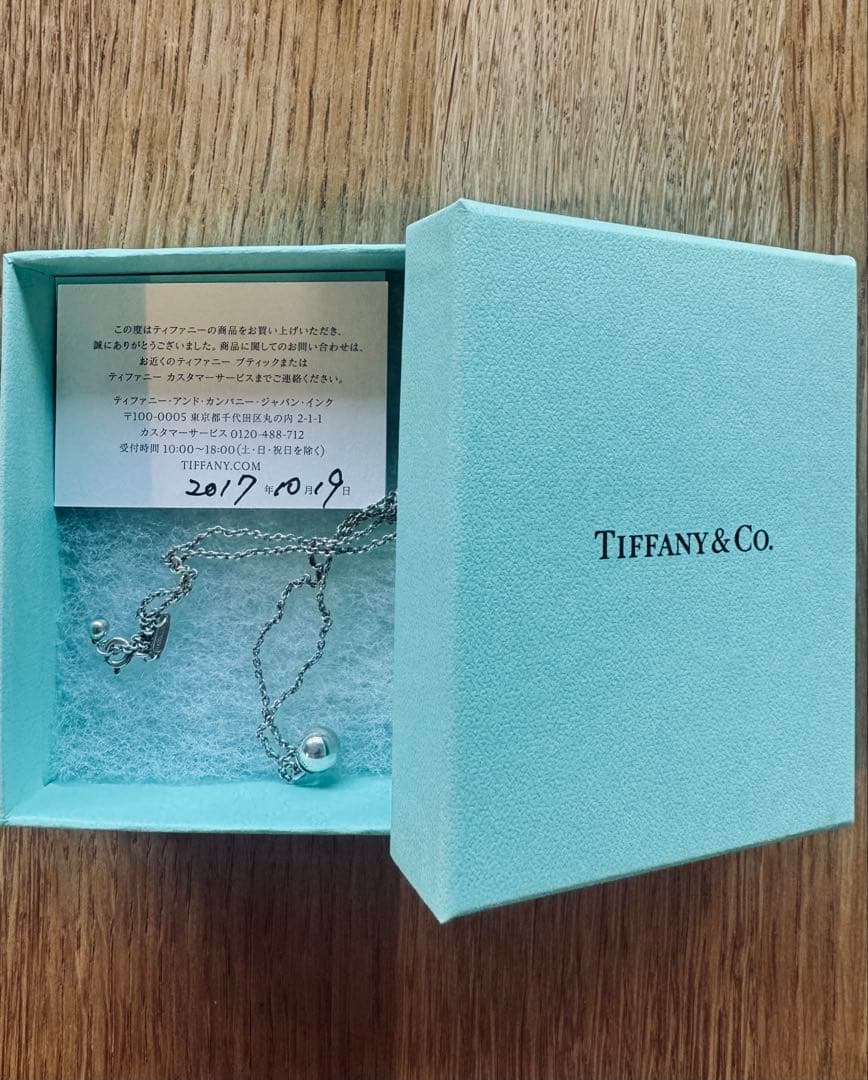 この度はティファニーの商品をお買い上げいただき、
誠にありがとうございました。商品に関してのお問い合わせは、
お近くのティファニー ブティックまたは
ティファニー カスタマーサービスまでご連絡ください。
ティファニー・アンド・カンパニー・ジャパン・インク
〒100-0005 東京都千代田区丸の内 2-1-1
カスタマーサービス 0120-488-712
受付時間 10:00〜18:00(土・日・祝日を除く)
TIFFANY.COM
2017年10月19日
TIFFANY & CO.